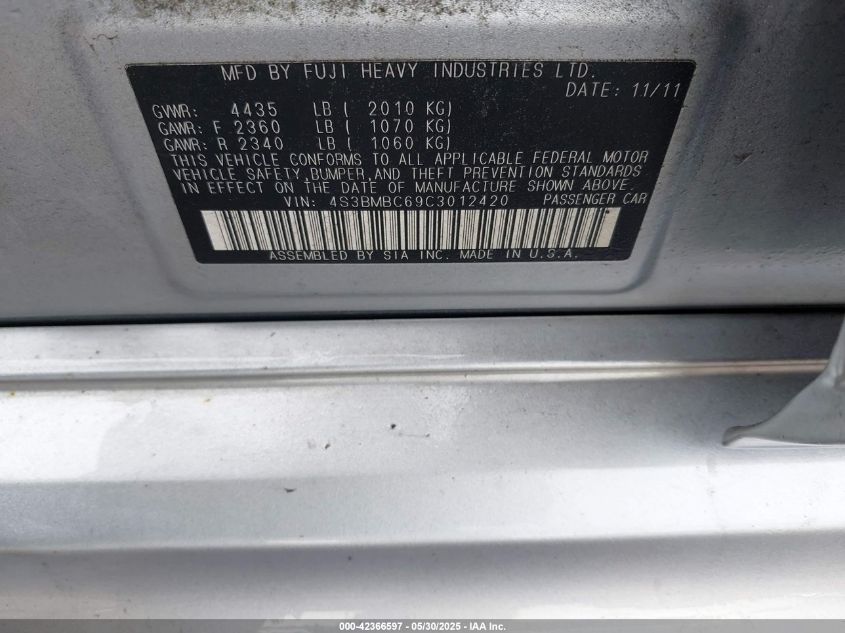 MFD BY FUJI HEAVY INDUSTRIES LTD.
DATE: 11/11
GVWR: 4435 LB ( 2010 KG)
GAWR: F 2360 LB ( 1070 KG)
GAWR: R 2340 LB ( 1060 KG)
THIS VEHICLE CONFORMS TO ALL APPLICABLE FEDERAL MOTOR
VEHICLE SAFETY,BUMPER,AND THEFT PREVENTION STANDARDS
IN EFFECT ON THE DATE OF MANUFACTURE SHOWN ABOVE.
VIN: 4S3BMBC69C3012420 PASSENGER CAR
ASSEMBLED BY SIA INC. MADE IN U.S.A.
000-42366597 - 05/30/2025 - IAA Inc.